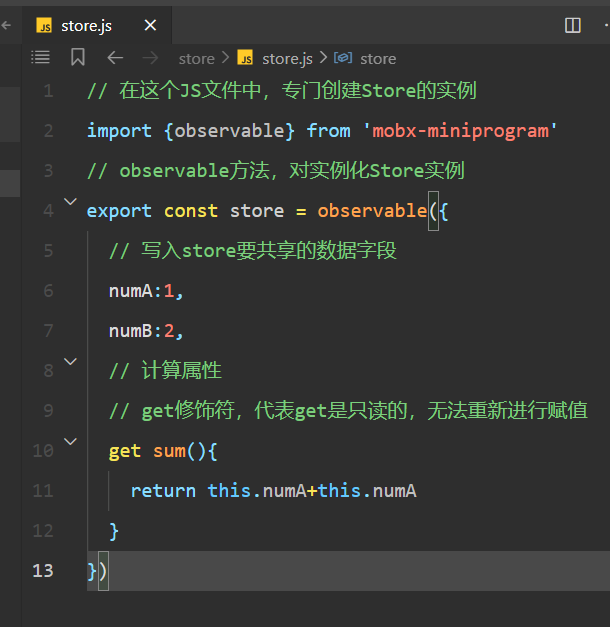 JS store.js ×
store > JS store.js > store
1 // 在这个JS文件中，专门创建Store的实例
2 import {observable} from 'mobx-miniprogram'
3 // observable方法，对实例化Store实例
4 export const store = observable({
5 // 写入store要共享的数据字段
6 numA:1,
7 numB:2,
8 // 计算属性
9 // get修饰符，代表get是只读的，无法重新进行赋值
10 get sum(){
11 return this.numA+this.numA
12 }
13 })